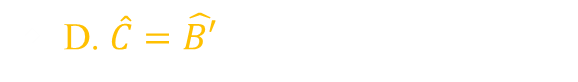 D. Ĉ = B̂′